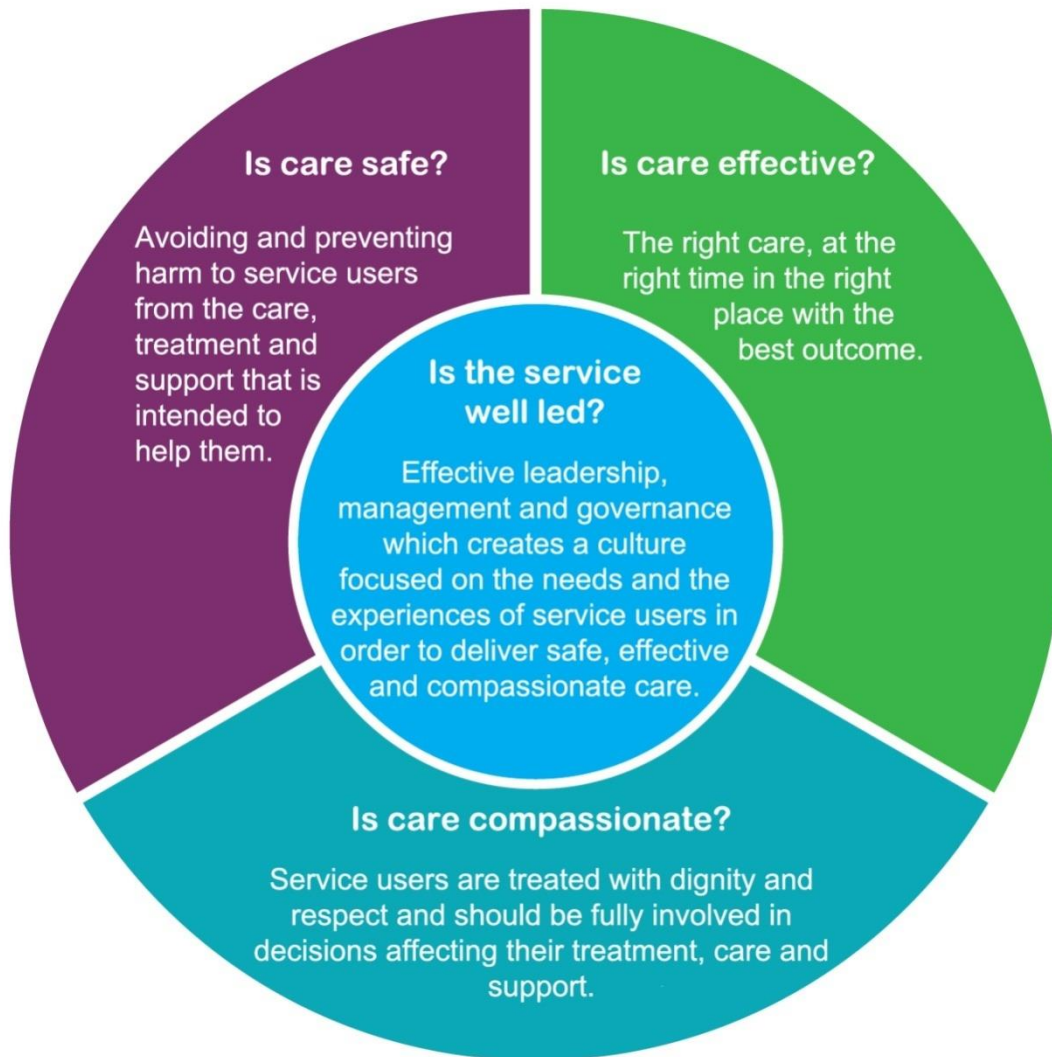 Is care safe?
Avoiding and preventing
harm to service users
from the care,
treatment and
support that is
intended to
help them.
Is care effective?
The right care, at the
right time in the right
place with the
best outcome.
Is the service
well led?
Effective leadership,
management and governance
which creates a culture
focused on the needs and the
experiences of service users in
order to deliver safe, effective
and compassionate care.
Is care compassionate?
Service users are treated with dignity and
respect and should be fully involved in
decisions affecting their treatment, care and
support.